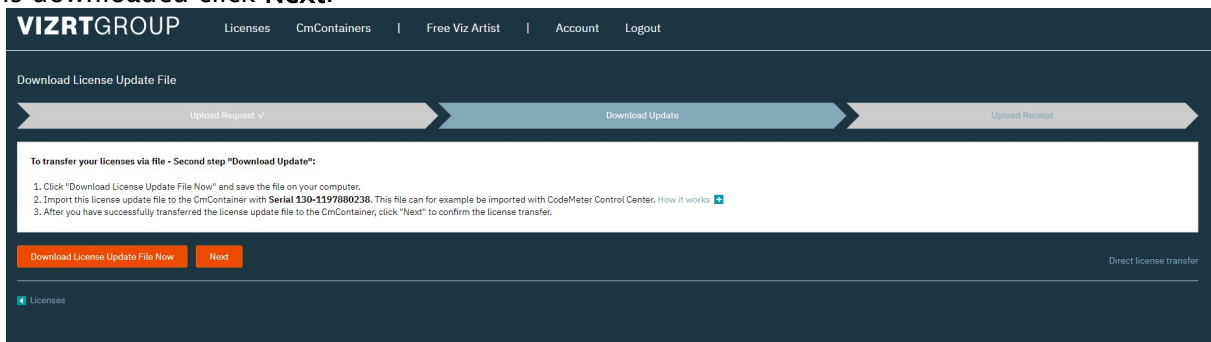 is downloaded click Next.
VIZRTGROUP Licenses CmContainers | Free Viz Artist | Account Logout
Download License Update File
Upload Request √ Download Update Upload Receipt
To transfer your licenses via file - Second step "Download Update":
1. Click "Download License Update File Now" and save the file on your computer.
2. Import this license update file to the CmContainer with Serial 130-1197880238. This file can for example be imported with CodeMeter Control Center. How it works
3. After you have successfully transferred the license update file to the CmContainer, click "Next" to confirm the license transfer.
Download License Update File Now Next Direct license transfer
Licenses